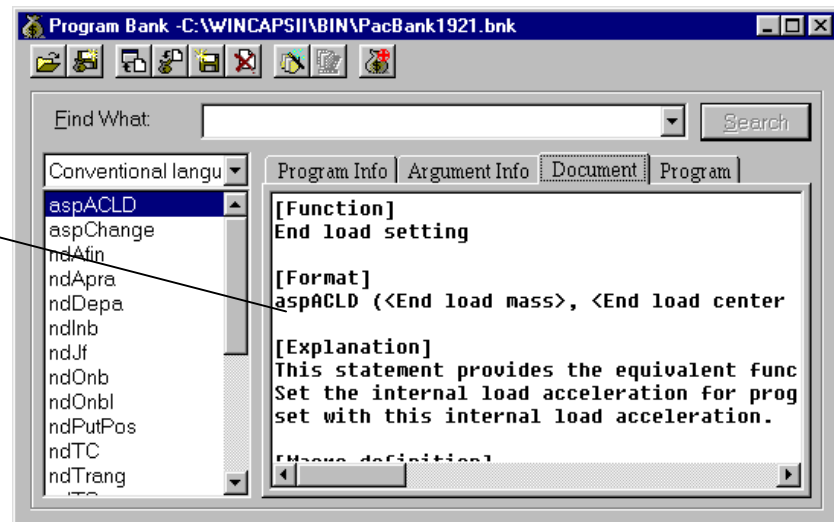 Program Bank -C:\WINCAPSII\BIN\PacBank1921.bnk
Find What:
Search
Conventional langu
Program Info
Argument Info
Document
Program
aspACLD
aspChange
ndAfin
ndApra
ndDepa
ndInb
ndJf
ndOnb
ndOnbl
ndPutPos
ndTC
ndTrang
[Function]
End load setting
[Format]
aspACLD (<End load mass>, <End load center
[Explanation]
This statement provides the equivalent func
Set the internal load acceleration for prog
set with this internal load acceleration.
[Macro definition]